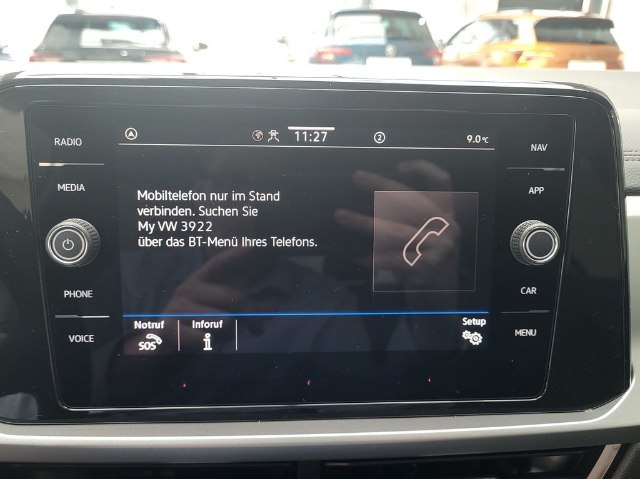 RADIO
MEDIA
PHONE
VOICE
11:27
2
9.0°C
Mobiltelefon nur im Stand
verbinden. Suchen Sie
My VW 3922
über das BT-Menü Ihres Telefons.
Notruf
SOS
Inforuf
i
Setup
NAV
APP
CAR
MENU